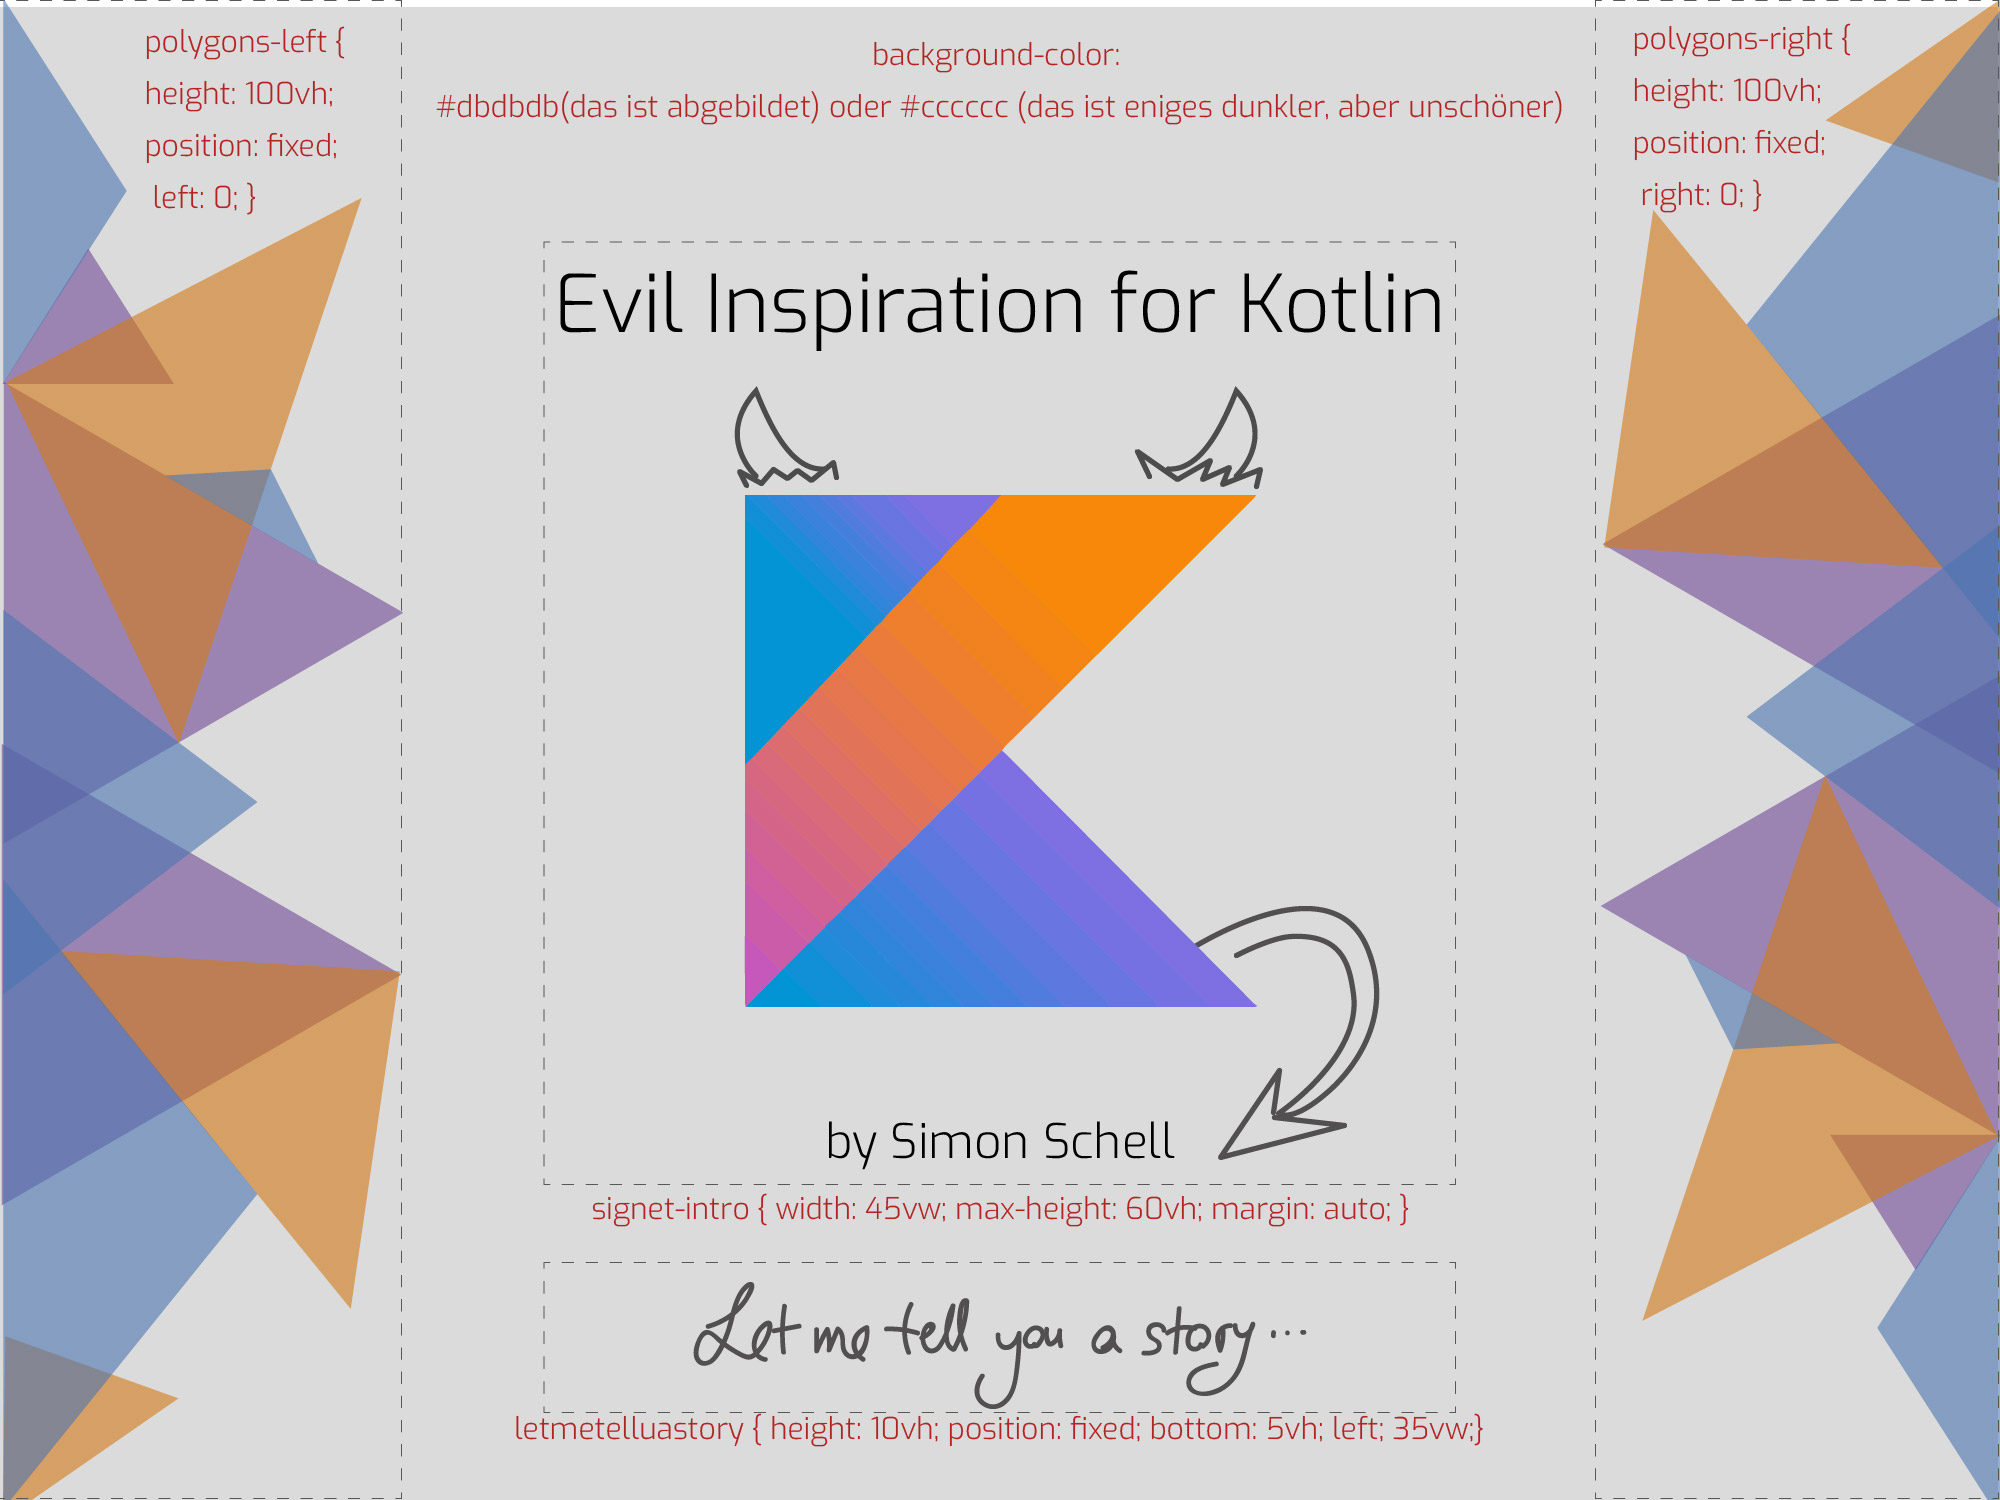 polygons-left {
height: 100vh;
position: fixed;
left: 0; }
background-color:
#dbdbdb(das ist abgebildet) oder #cccccc (das ist eniges dunkler, aber unschöner)
polygons-right {
height: 100vh;
position: fixed;
right: 0; }
Evil Inspiration for Kotlin
by Simon Schell
signet-intro { width: 45vw; max-height: 60vh; margin: auto; }
Let me tell you a story...
letmetelluastory { height: 10vh; position: fixed; bottom: 5vh; left; 35vw;}